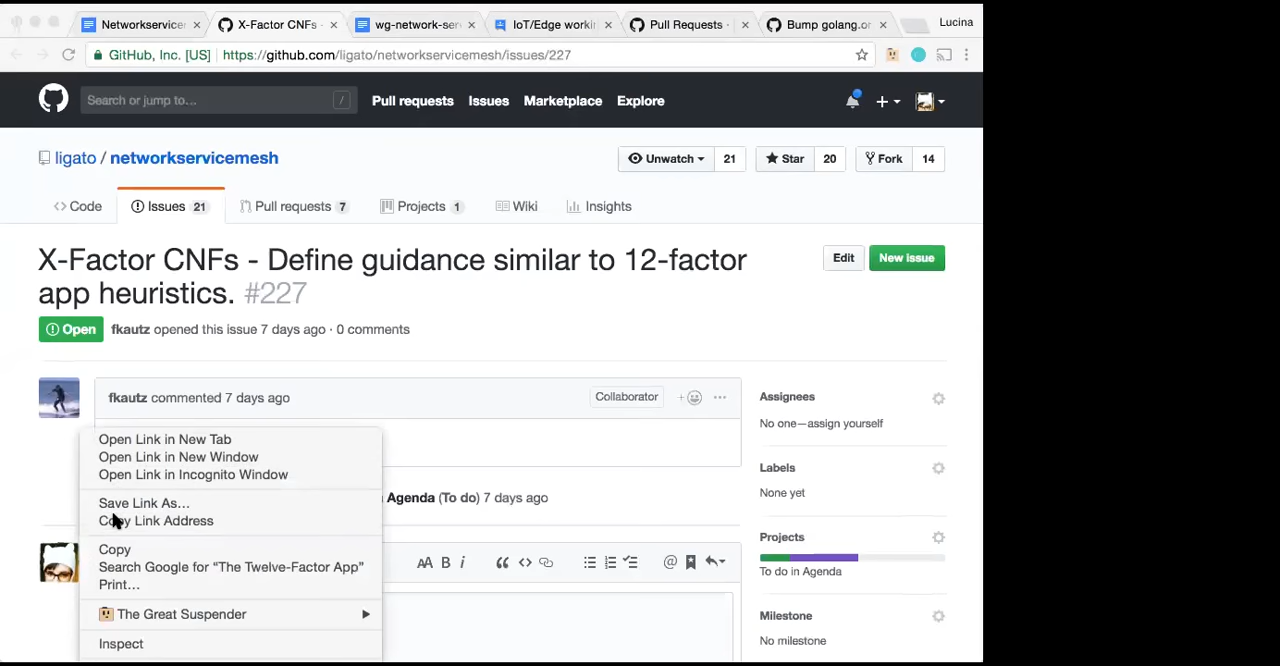 Networkservice
X-Factor CNFs -
wg-network-ser
IoT/Edge workin
Pull Requests ·
Bump golang.or
Lucina
GitHub, Inc. [US]
https://github.com/ligato/networkservicemesh/issues/227
Search or jump to...
/
Pull requests
Issues
Marketplace
Explore
ligato / networkservicemesh
Unwatch
21
Star
20
Fork
14
Code
Issues 21
Pull requests 7
Projects 1
Wiki
Insights
X-Factor CNFs - Define guidance similar to 12-factor
app heuristics. #227
Edit
New issue
Open
fkautz opened this issue 7 days ago · 0 comments
fkautz commented 7 days ago
Collaborator
Agenda (To do) 7 days ago
Open Link in New Tab
Open Link in New Window
Open Link in Incognito Window
Save Link As...
Copy Link Address
Copy
Search Google for “The Twelve-Factor App”
Print...
The Great Suspender
Inspect
AA B i
Assignees
No one—assign yourself
Labels
None yet
Projects
To do in Agenda
Milestone
No milestone